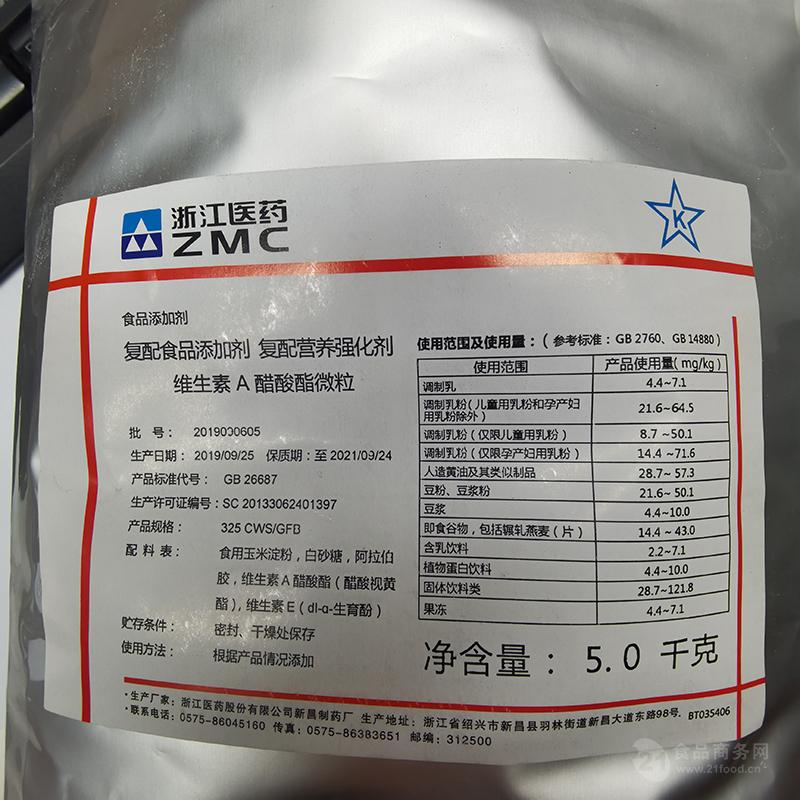 浙江医药
ZMC
K
食品添加剂
复配食品添加剂 复配营养强化剂
维生素 A 醋酸酯微粒
批 号: 2019000605
生产日期: 2019/09/25 保质期: 至 2021/09/24
产品标准代号: GB 26687
生产许可证编号: SC 20133062401397
产品规格: 325 CWS/GFB
配 料 表: 食用玉米淀粉, 白砂糖, 阿拉伯
胶, 维生素 A 醋酸酯 (醋酸视黄
酯), 维生素 E (dl-α-生育酚)
贮存条件: 密封、干燥处保存
使用方法: 根据产品情况添加
使用范围及使用量: (参考标准: GB 2760、GB 14880)
使用范围 产品使用量(mg/kg)
调制乳 4.4~7.1
调制乳粉 (儿童用乳粉和孕产妇
用乳粉除外) 21.6~64.5
调制乳粉 (仅限儿童用乳粉) 8.7 ~50.1
调制乳粉 (仅限孕产妇用乳粉) 14.4 ~71.6
人造黄油及其类似制品 28.7~ 57.3
豆粉、豆浆粉 21.6~ 50.1
豆浆 4.4~10.0
即食谷物, 包括辗轧燕麦 (片) 14.4 ~ 43.0
含乳饮料 2.2~7.1
植物蛋白饮料 4.4~10.0
固体饮料类 28.7~121.8
果冻 4.4~7.1
净含量: 5.0 千克
·生产厂家: 浙江医药股份有限公司新昌制药厂 生产地址: 浙江省绍兴市新昌县羽林街道新昌大道东路98号.
·联系电话: 0575-86045160 传真: 0575-86383651 邮编: 312500
BT035406
食品商务网
www.21food.cn